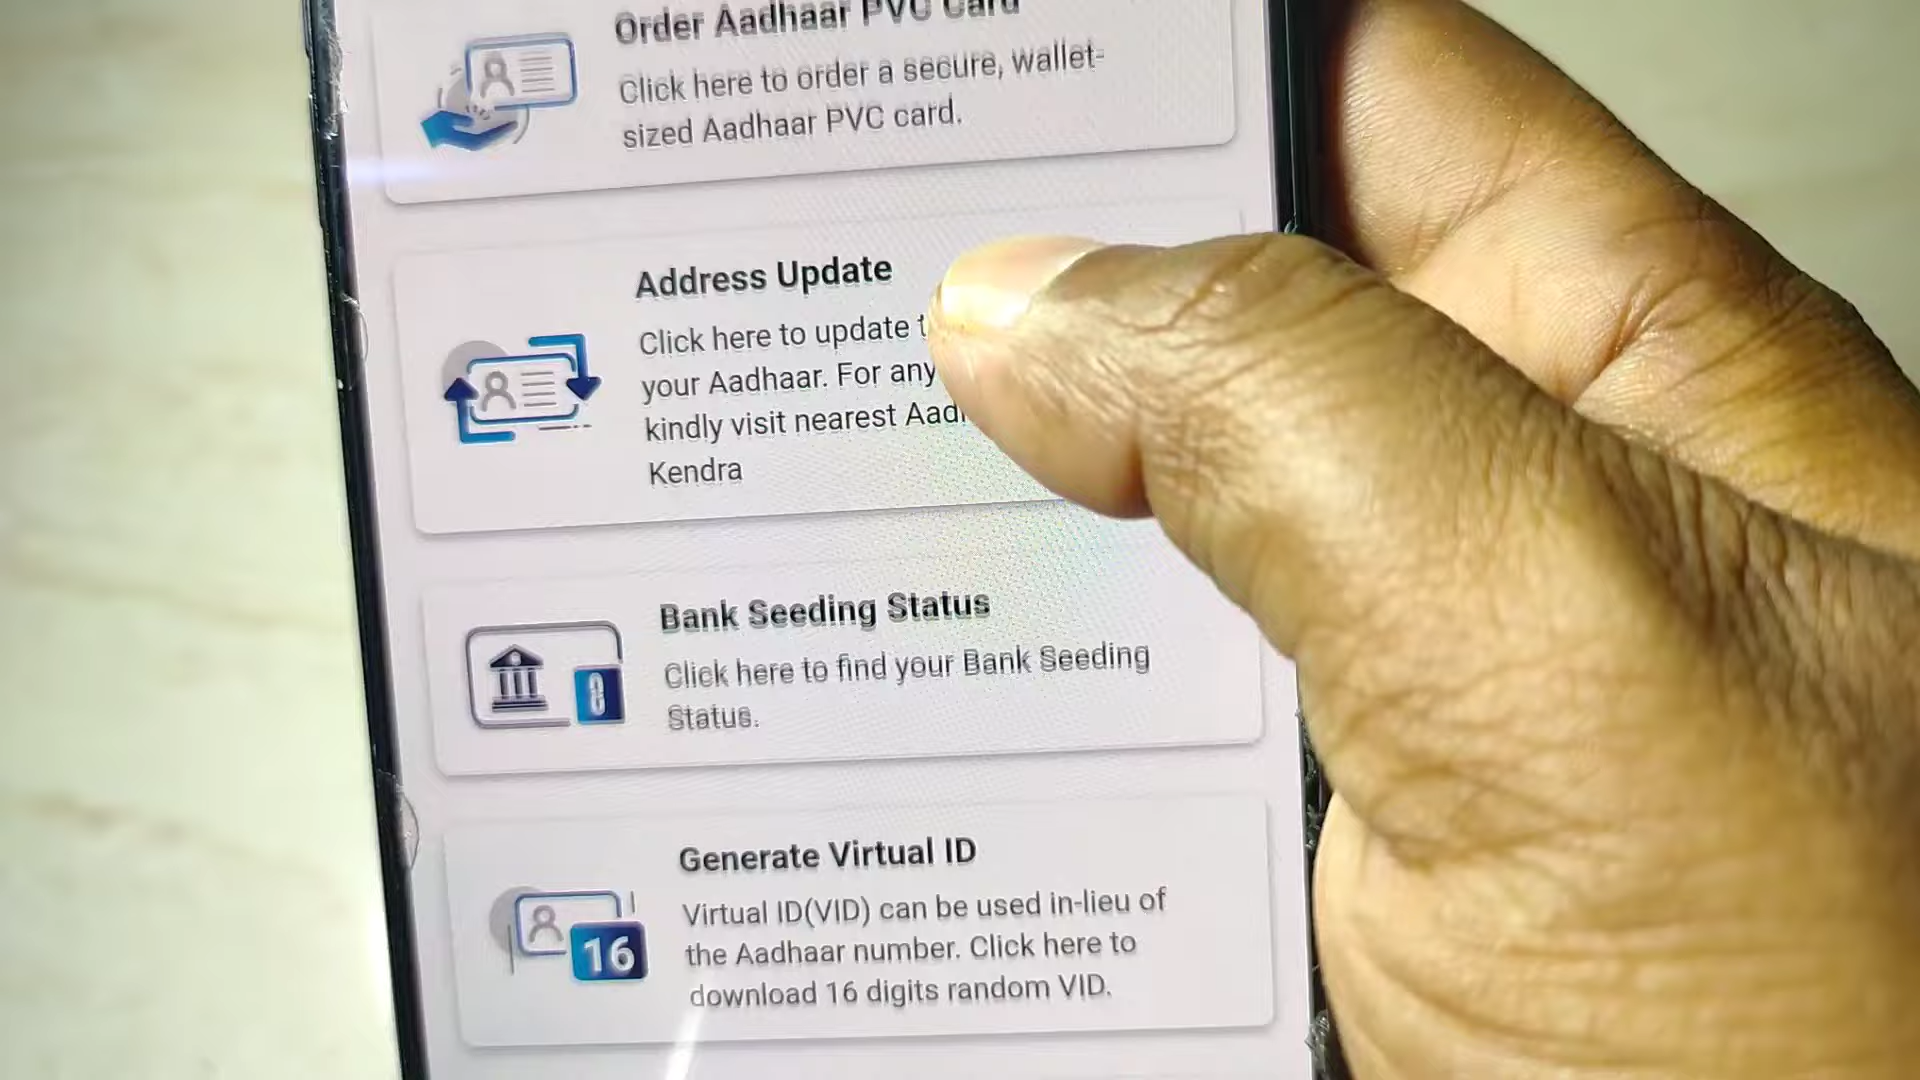 Order Aadhaar PVC Card
Click here to order a secure, wallet-
sized Aadhaar PVC card.
Address Update
Click here to update
your Aadhaar. For any
kindly visit nearest
Kendra
Bank Seeding Status
Click here to find your Bank Seeding
Status.
Generate Virtual ID
16
Virtual ID(VID) can be used in-lieu of
the Aadhaar number. Click here to
download 16 digits random VID.